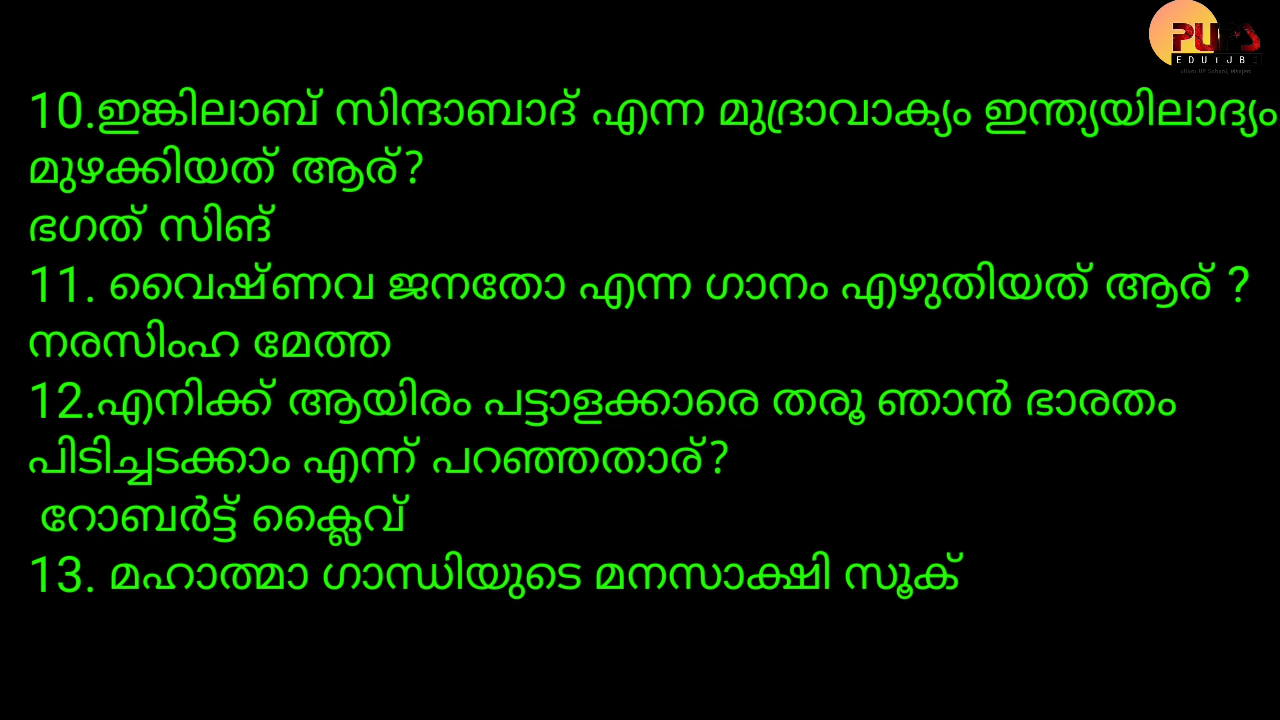 PUPS
EDUTUBE
10.ഇങ്കിലാബ് സിന്ദാബാദ് എന്ന മുദ്രാവാക്യം ഇന്ത്യയിലാദ്യം
മുഴക്കിയത് ആര്?
ഭഗത് സിങ്
11. വൈഷ്ണവ ജനതോ എന്ന ഗാനം എഴുതിയത് ആര് ?
നരസിംഹ മേത്ത
12.എനിക്ക് ആയിരം പട്ടാളക്കാരെ തരൂ ഞാൻ ഭാരതം
പിടിച്ചടക്കാം എന്ന് പറഞ്ഞതാര്?
റോബർട്ട് ക്ലൈവ്
13. മഹാത്മാ ഗാന്ധിയുടെ മനസാക്ഷി സൂക്